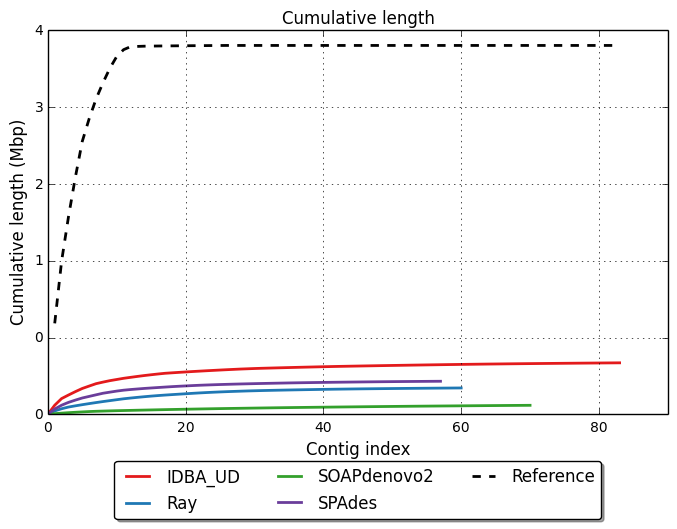 Cumulative length
4
3
2
1
0
0
Cumulative length (Mbp)
0 20 40 60 80
Contig index
IDBA_UD SOAPdenovo2 Reference
Ray SPAdes